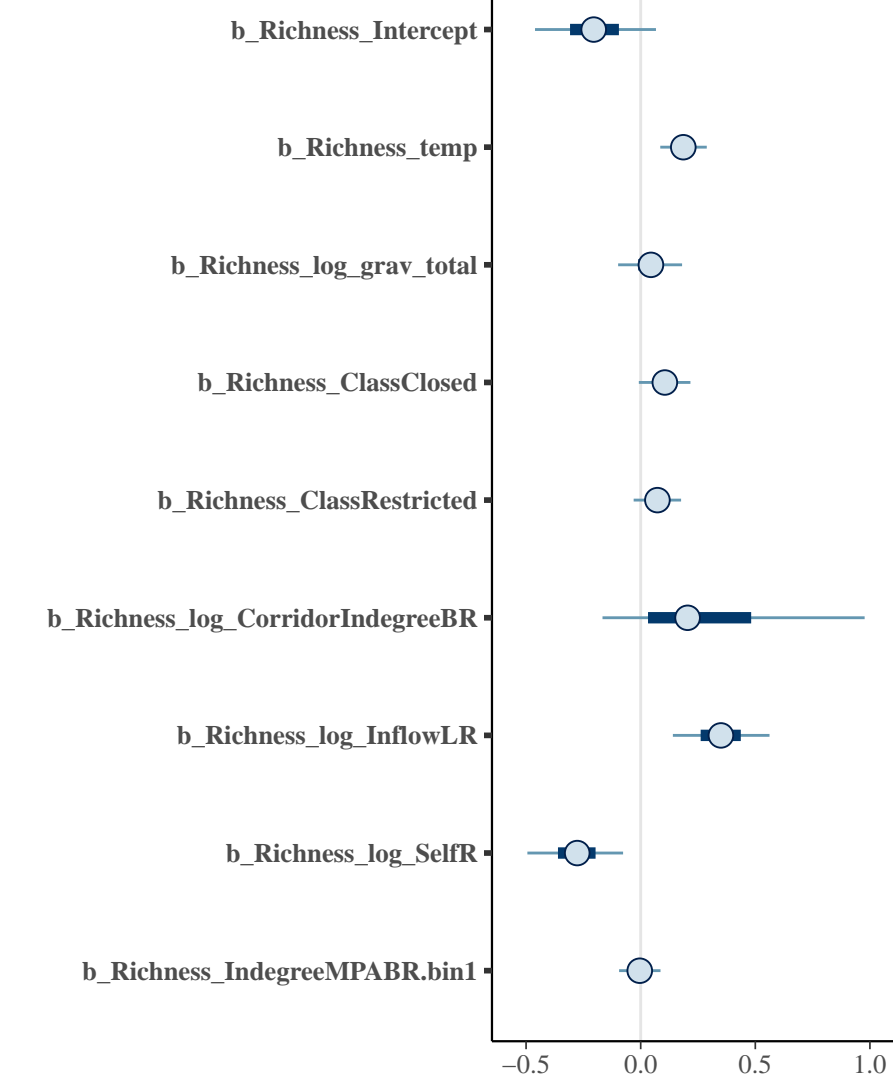 b_Richness_Intercept
b_Richness_temp
b_Richness_log_grav_total
b_Richness_ClassClosed
b_Richness_ClassRestricted
b_Richness_log_CorridorIndegreeBR
b_Richness_log_InflowLR
b_Richness_log_SelfR
b_Richness_IndegreeMPABR.bin1
−0.5 0.0 0.5 1.0